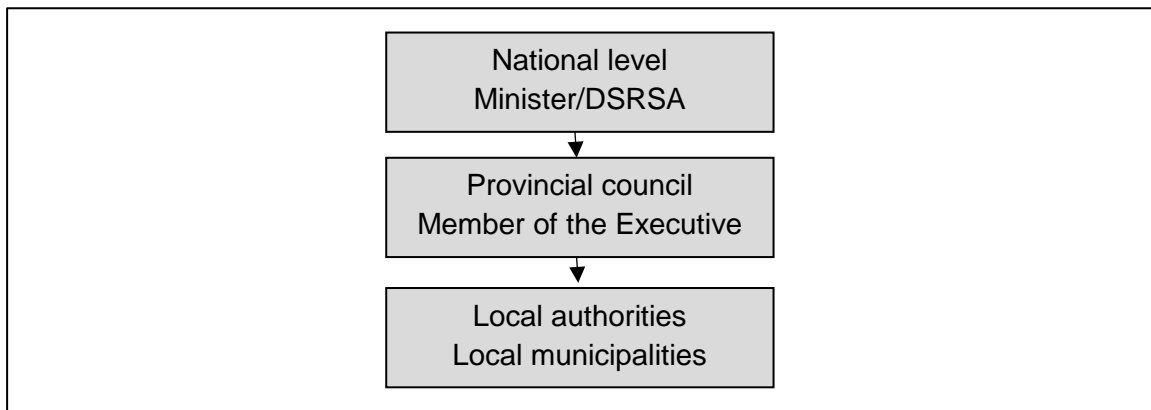 National level
Minister/DSRSA
Provincial council
Member of the Executive
Local authorities
Local municipalities